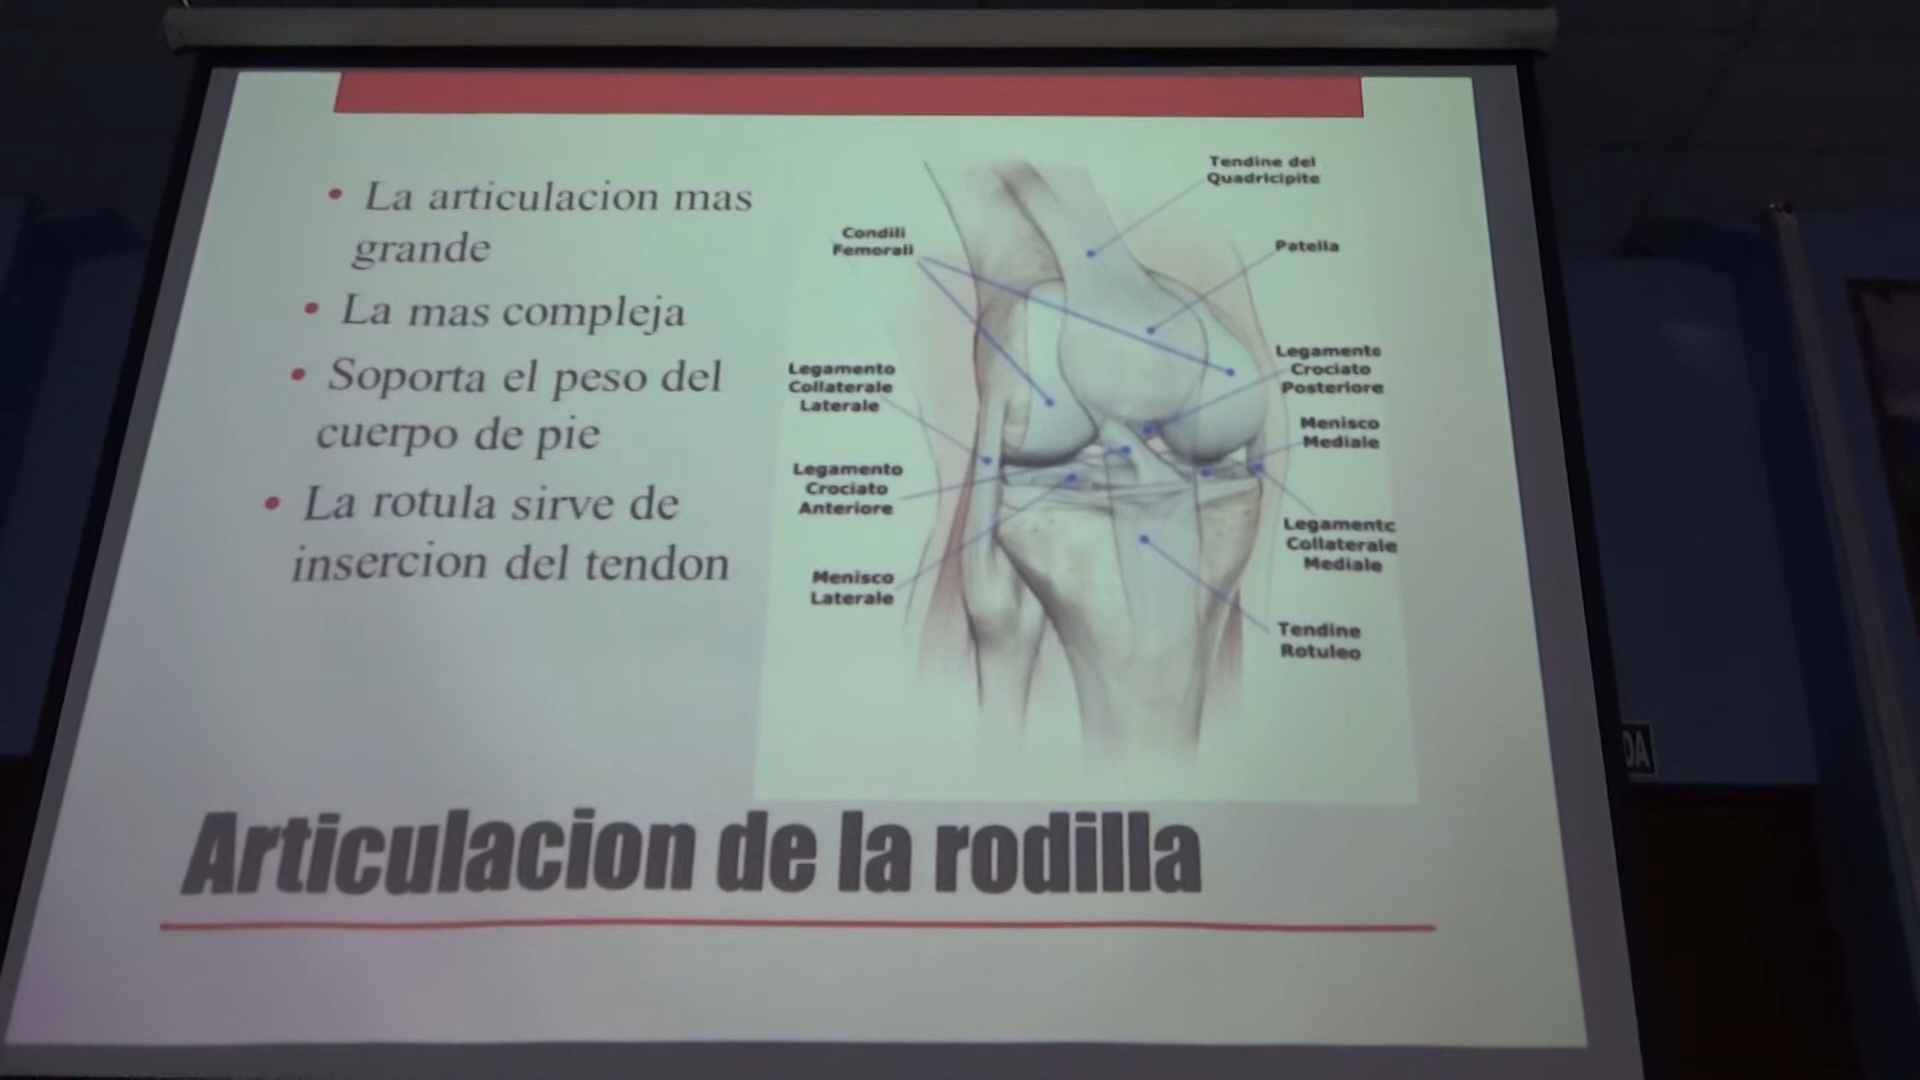 • La articulacion mas
grande
• La mas compleja
• Soporta el peso del
cuerpo de pie
• La rotula sirve de
insercion del tendon
Tendine del
Quadricipite
Condili
Femorali
Patella
Legamento
Crociato
Posteriore
Legamento
Collaterale
Laterale
Menisco
Mediale
Legamento
Crociato
Anteriore
Legamento
Collaterale
Mediale
Menisco
Laterale
Tendine
Rotuleo
Articulacion de la rodilla
DA